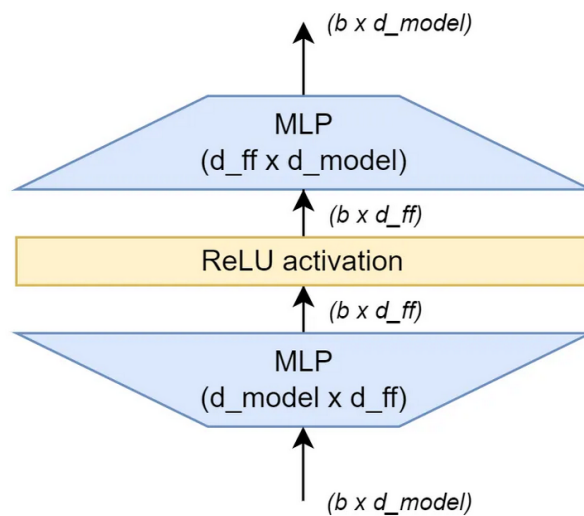 (b x d_model)
MLP
(d_ff x d_model)
(b x d_ff)
ReLU activation
(b x d_ff)
MLP
(d_model x d_ff)
(b x d_model)